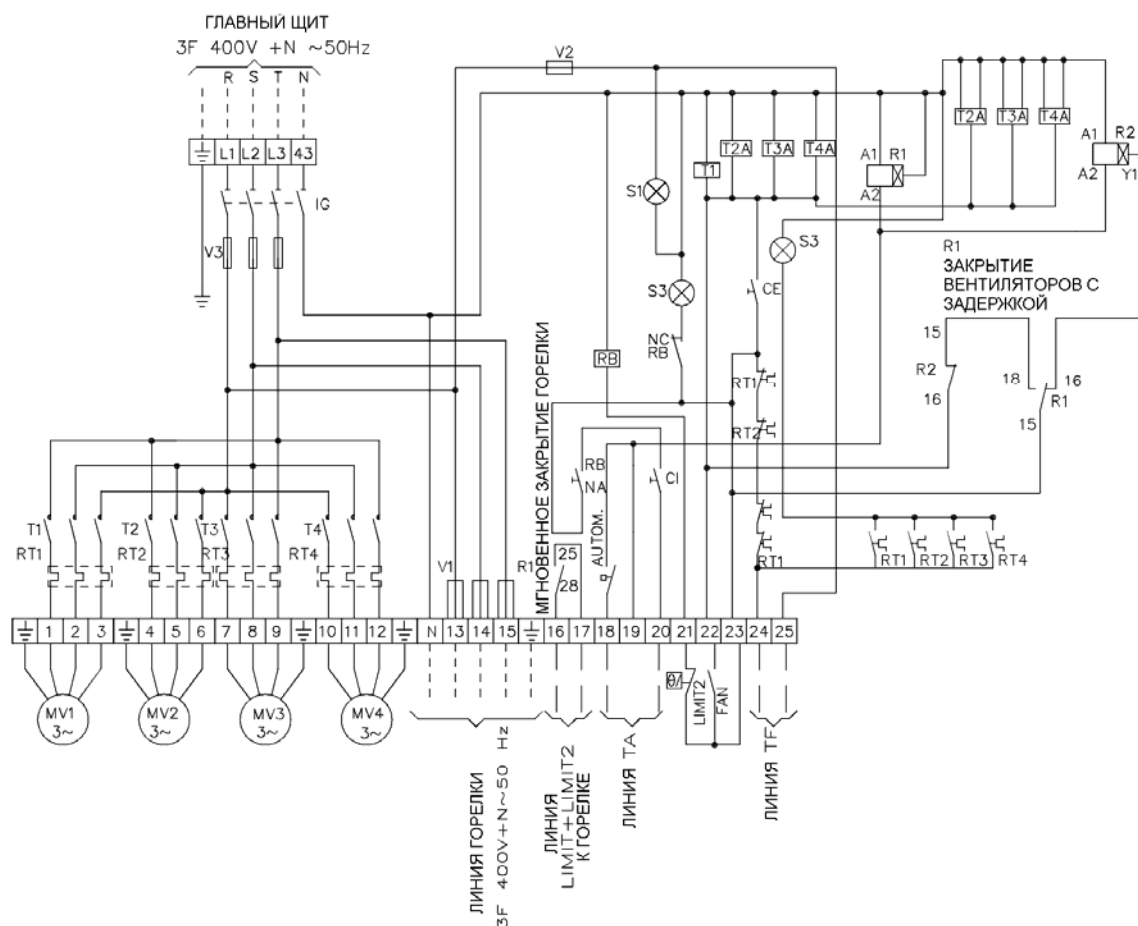 ГЛАВНЫЙ ЩИТ
3F 400V +N ~50Hz
R S T N
L1 L2 L3 43
IG
V3
V2
S1
S3
NC
RB
RB
T1
T2A
T3A
T4A
CE
RT1
RT2
RT1
S3
A1 R1
A2
T2A
T3A
T4A
A1 R2
A2 Y1
R1
ЗАКРЫТИЕ
ВЕНТИЛЯТОРОВ С
ЗАДЕРЖКОЙ
15
R2
16
18 16
R1
15
RT1 RT2 RT3 RT4
T1 T2 T3 T4
RT1 RT2 RT3 RT4
V1
R1
МГНОВЕННОЕ ЗАКРЫТИЕ ГОРЕЛКИ
RB
NA
CI
25
28
AUTOM.
1 2 3 4 5 6 7 8 9 10 11 12 N 13 14 15 16 17 18 19 20 21 22 23 24 25
MV1
3~
MV2
3~
MV3
3~
MV4
3~
θ/
LIMIT2
FAN
ЛИНИЯ ГОРЕЛКИ
3F 400V+N~50 Hz
ЛИНИЯ
LIMIT+LIMIT2
К ГОРЕЛКЕ
ЛИНИЯ TA
ЛИНИЯ TF